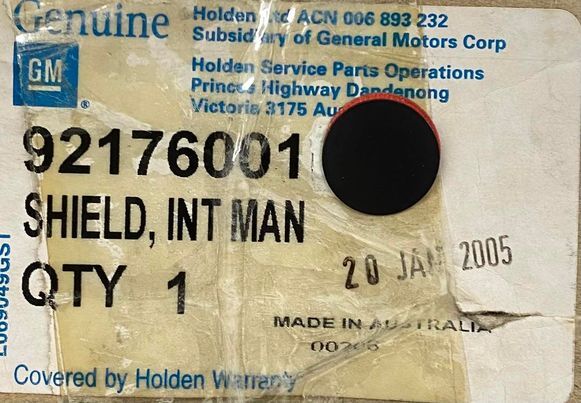 Genuine
GM
®
Holden Ltd ACN 006 893 232
Subsidiary of General Motors Corp
Holden Service Parts Operations
Princes Highway Dandenong
Victoria 3175
92176001
SHIELD, INT MAN
QTY 1
20 JAN 2005
MADE IN AUSTRALIA
Covered by Holden Warranty